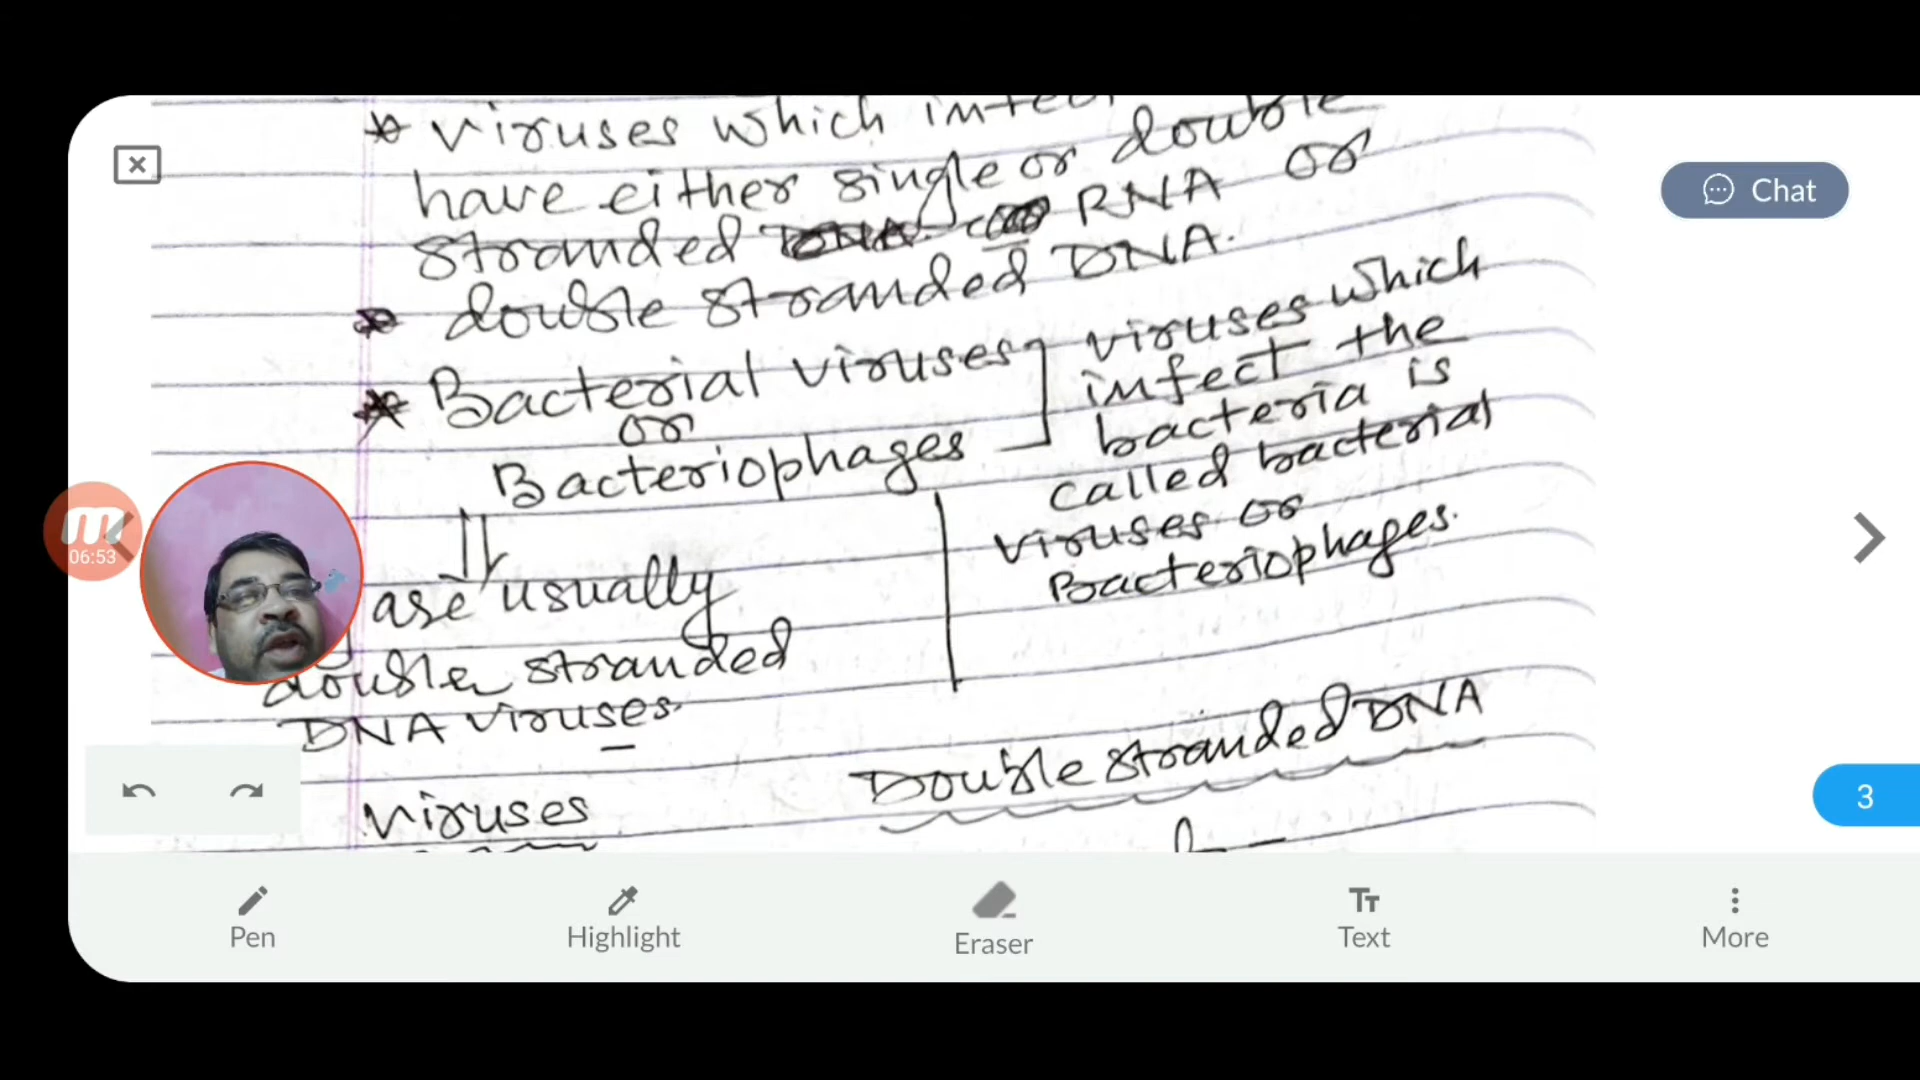 * viruses which infect
have either single or double
stranded RNA or
* double stranded DNA.
* Bacterial viruses
or
Bacteriophages
viruses which
infect the
bacteria is
called bacterial
viruses or
Bacteriophages.
are usually
double stranded
DNA viruses.
Viruses
Double stranded DNA
Chat
06:53
3
Pen
Highlight
Eraser
Text
More